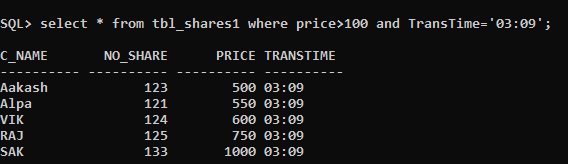 SQL> select * from tbl_shares1 where price>100 and TransTime='03:09';
C_NAME       NO_SHARE      PRICE TRANSTIME
---------- ---------- ---------- ----------
Aakash            123        500 03:09
Alpa              121        550 03:09
VIK               124        600 03:09
RAJ               125        750 03:09
SAK               133       1000 03:09